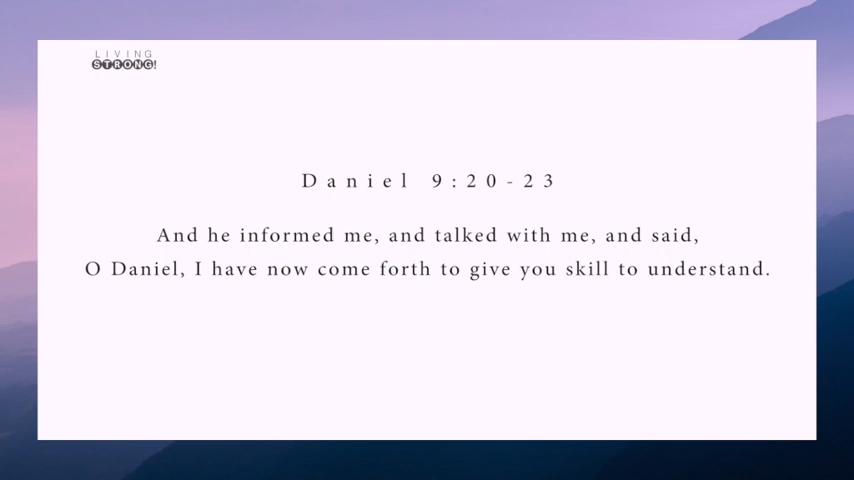 LIVING
STRONG!
Daniel 9:20-23
And he informed me, and talked with me, and said,
O Daniel, I have now come forth to give you skill to understand.